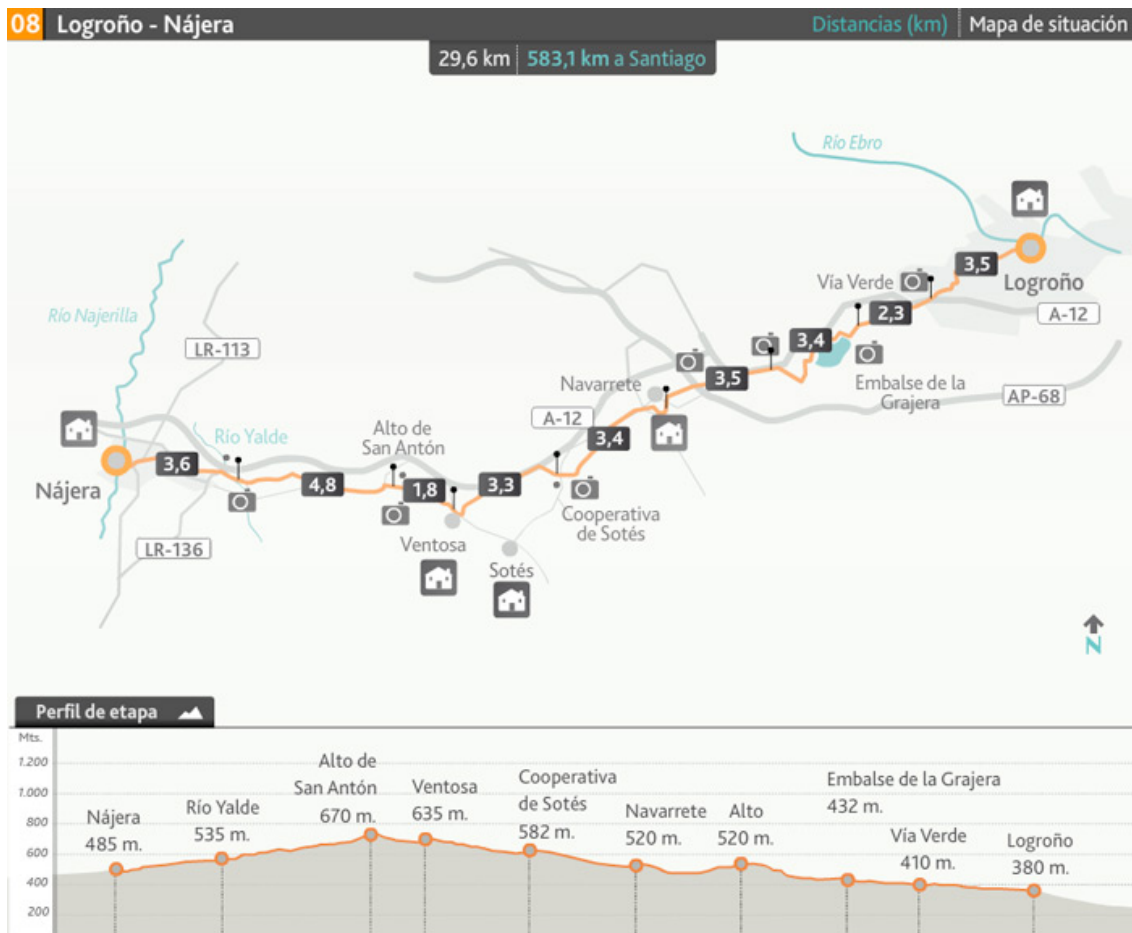 08 Logroño - Nájera
Distancias (km)
Mapa de situación
29,6 km
583,1 km a Santiago
Río Ebro
3,5
Logroño
Vía Verde
2,3
A-12
3,4
Embalse de la
Grajera
Río Najerilla
LR-113
Navarrete
3,5
AP-68
A-12
3,4
Río Yalde
Alto de
San Antón
3,6
4,8
1,8
3,3
Nájera
Cooperativa
de Sotés
LR-136
Ventosa
Sotés
N
Perfil de etapa
Mts.
1.200
1.000
800
600
400
200
Nájera
485 m.
Río Yalde
535 m.
Alto de
San Antón
670 m.
Ventosa
635 m.
Cooperativa
de Sotés
582 m.
Navarrete
520 m.
Alto
520 m.
Embalse de la Grajera
432 m.
Vía Verde
410 m.
Logroño
380 m.